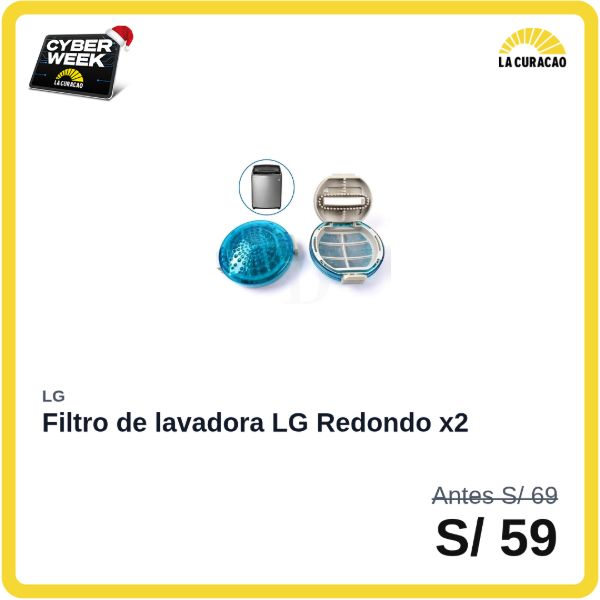 CYBER
WEEK
LA CURACAO
LA CURACAO
LG
Filtro de lavadora LG Redondo x2
Antes S/ 69
S/ 59